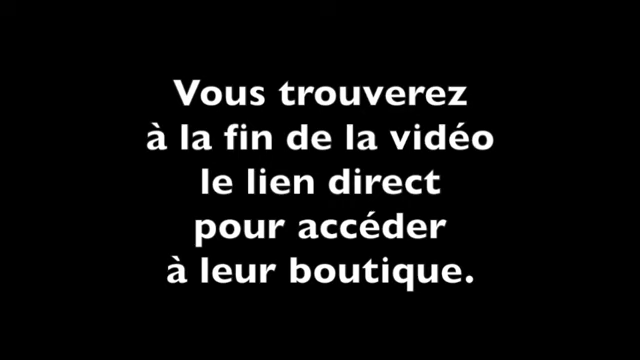 Vous trouverez
à la fin de la vidéo
le lien direct
pour accéder
à leur boutique.